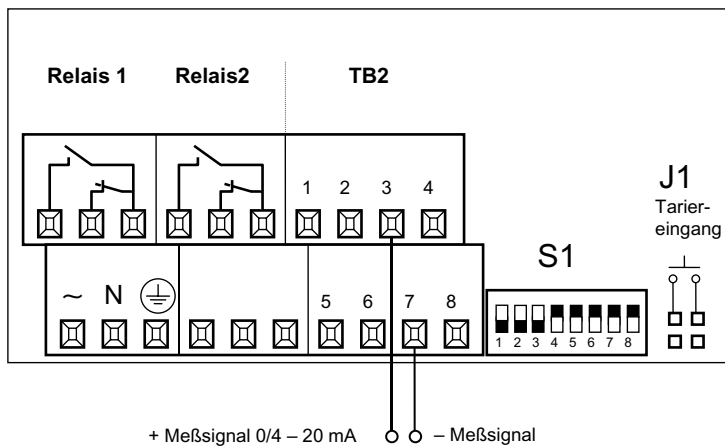 Relais 1 Relais2 TB2
1 2 3 4
J1
Tarier-
eingang
S1
~ N
5 6 7 8
1 2 3 4 5 6 7 8
+ Meßsignal 0/4 – 20 mA – Meßsignal